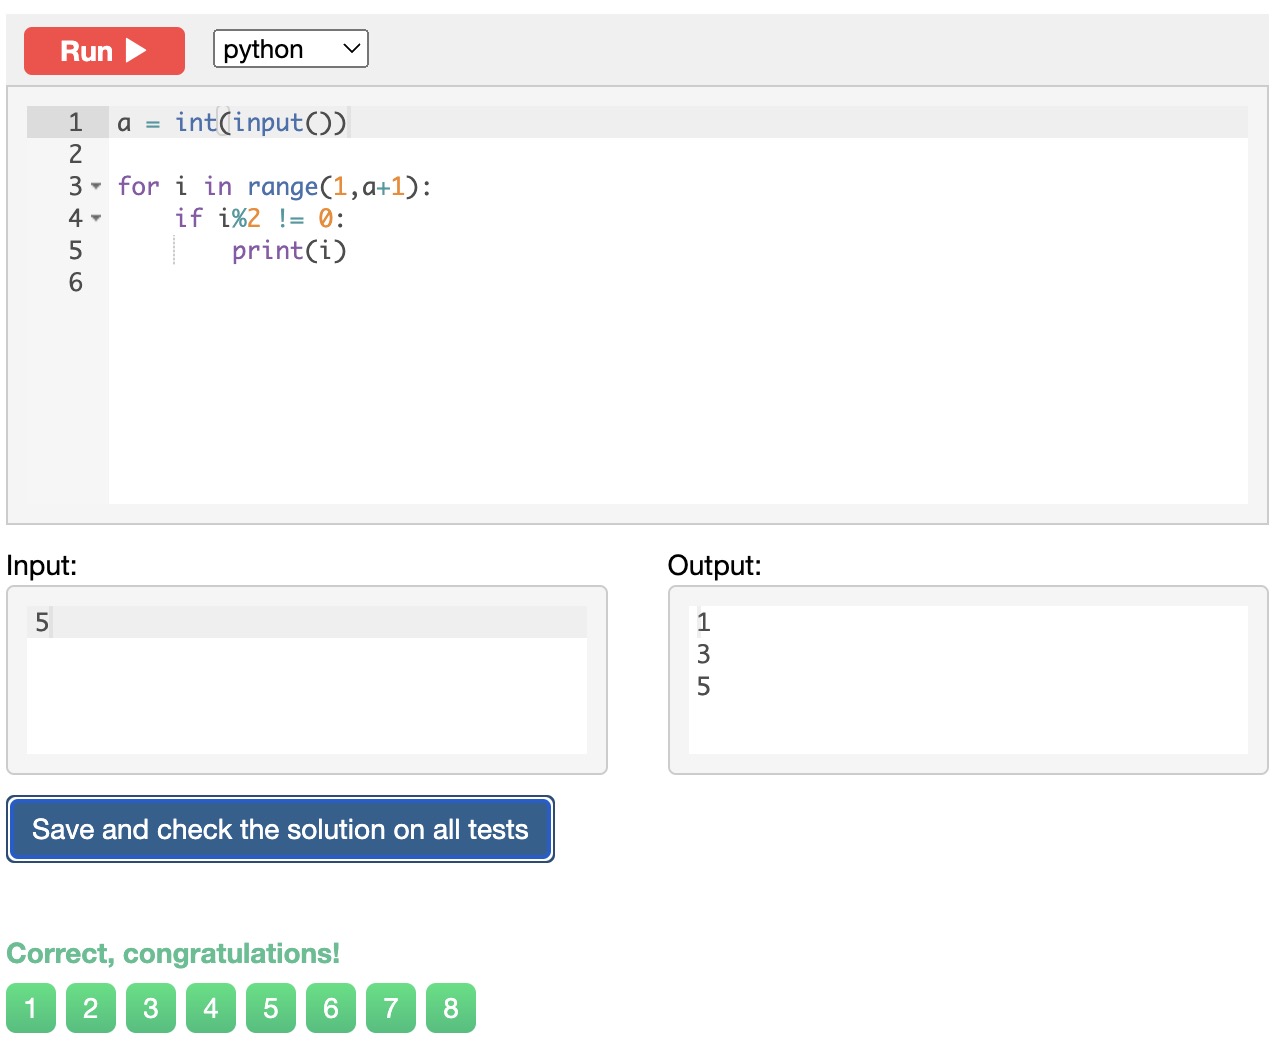 Run
python
1 a = int(input())
2
3 for i in range(1,a+1):
4     if i%2 != 0:
5         print(i)
6
Input:
5
Output:
1
3
5
Save and check the solution on all tests
Correct, congratulations!
1 2 3 4 5 6 7 8